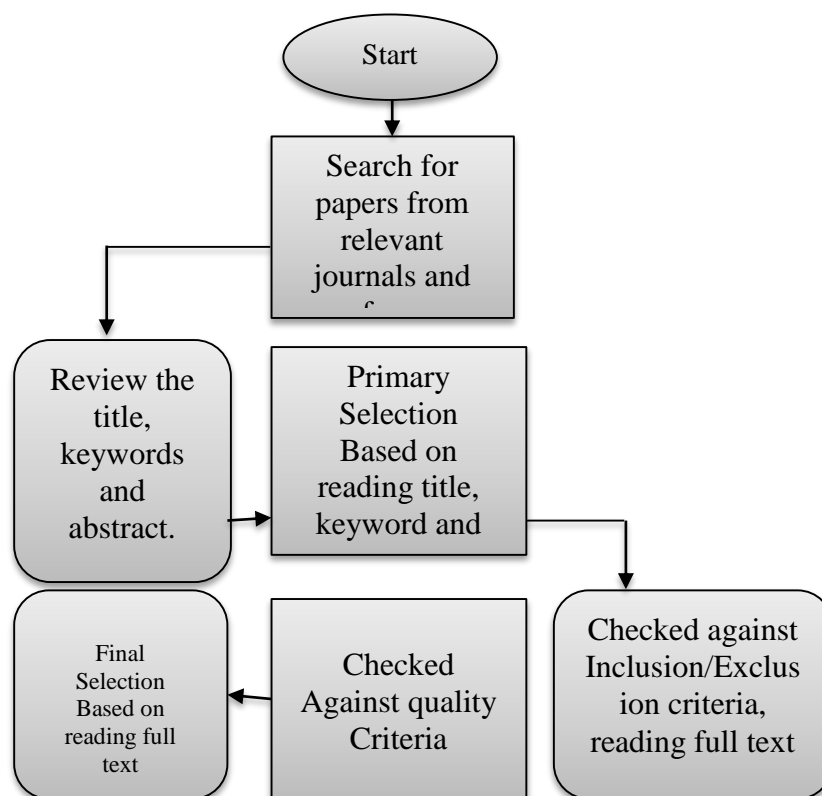 Start
Search for
papers from
relevant
journals and
Review the
title,
keywords
and
abstract.
Primary
Selection
Based on
reading title,
keyword and
Checked against
Inclusion/Exclus
ion criteria,
reading full text
Checked
Against quality
Criteria
Final
Selection
Based on
reading full
text